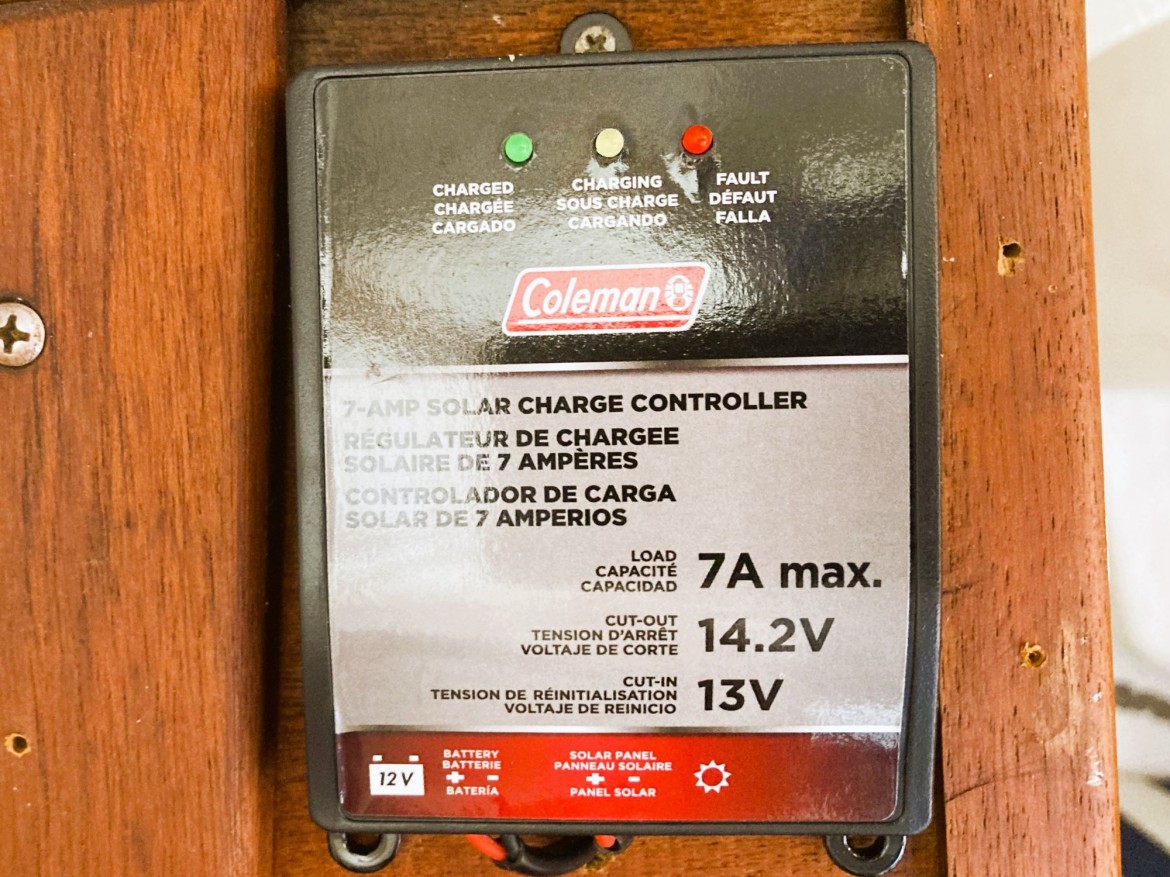 CHARGED
CHARGÉE
CARGADO
CHARGING
SOUS CHARGE
CARGANDO
FAULT
DÉFAUT
FALLA
Coleman
7-AMP SOLAR CHARGE CONTROLLER
RÉGULATEUR DE CHARGEE
SOLAIRE DE 7 AMPÈRES
CONTROLADOR DE CARGA
SOLAR DE 7 AMPERIOS
LOAD
CAPACITÉ
CAPACIDAD
7A max.
CUT-OUT
TENSION D'ARRÊT
VOLTAJE DE CORTE
14.2V
CUT-IN
TENSION DE RÉINITIALISATION
VOLTAJE DE REINICIO
13V
12 V
BATTERY
BATTERIE
+ -
BATERÍA
SOLAR PANEL
PANNEAU SOLAIRE
+ -
PANEL SOLAR